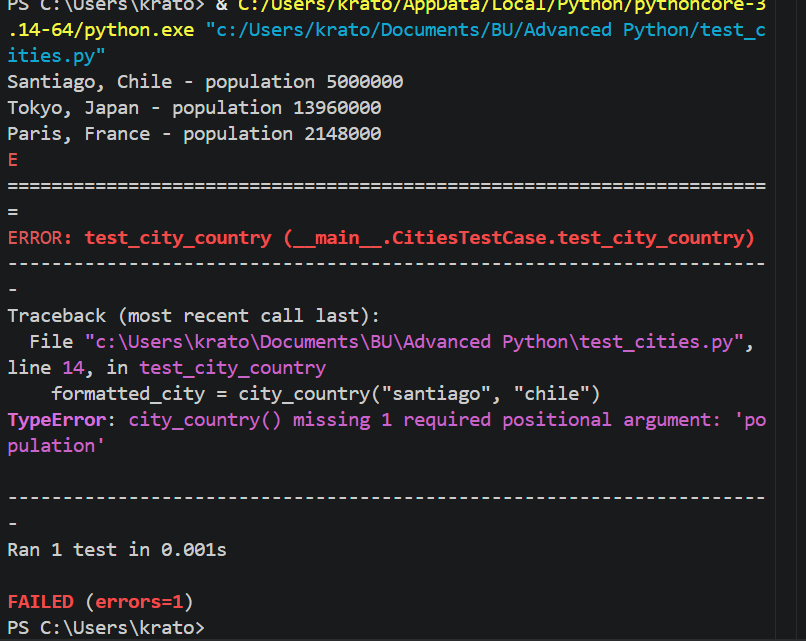 PS C:\Users\krato> & C:/Users/krato/AppData/Local/Python/pythoncore-3
.14-64/python.exe "c:/Users/krato/Documents/BU/Advanced Python/test_c
ities.py"
Santiago, Chile - population 5000000
Tokyo, Japan - population 13960000
Paris, France - population 2148000
E
=====================================================================
=
ERROR: test_city_country (__main__.CitiesTestCase.test_city_country)
---------------------------------------------------------------------
-
Traceback (most recent call last):
  File "c:\Users\krato\Documents\BU\Advanced Python\test_cities.py",
line 14, in test_city_country
    formatted_city = city_country("santiago", "chile")
TypeError: city_country() missing 1 required positional argument: 'po
pulation'
---------------------------------------------------------------------
-
Ran 1 test in 0.001s
FAILED (errors=1)
PS C:\Users\krato>